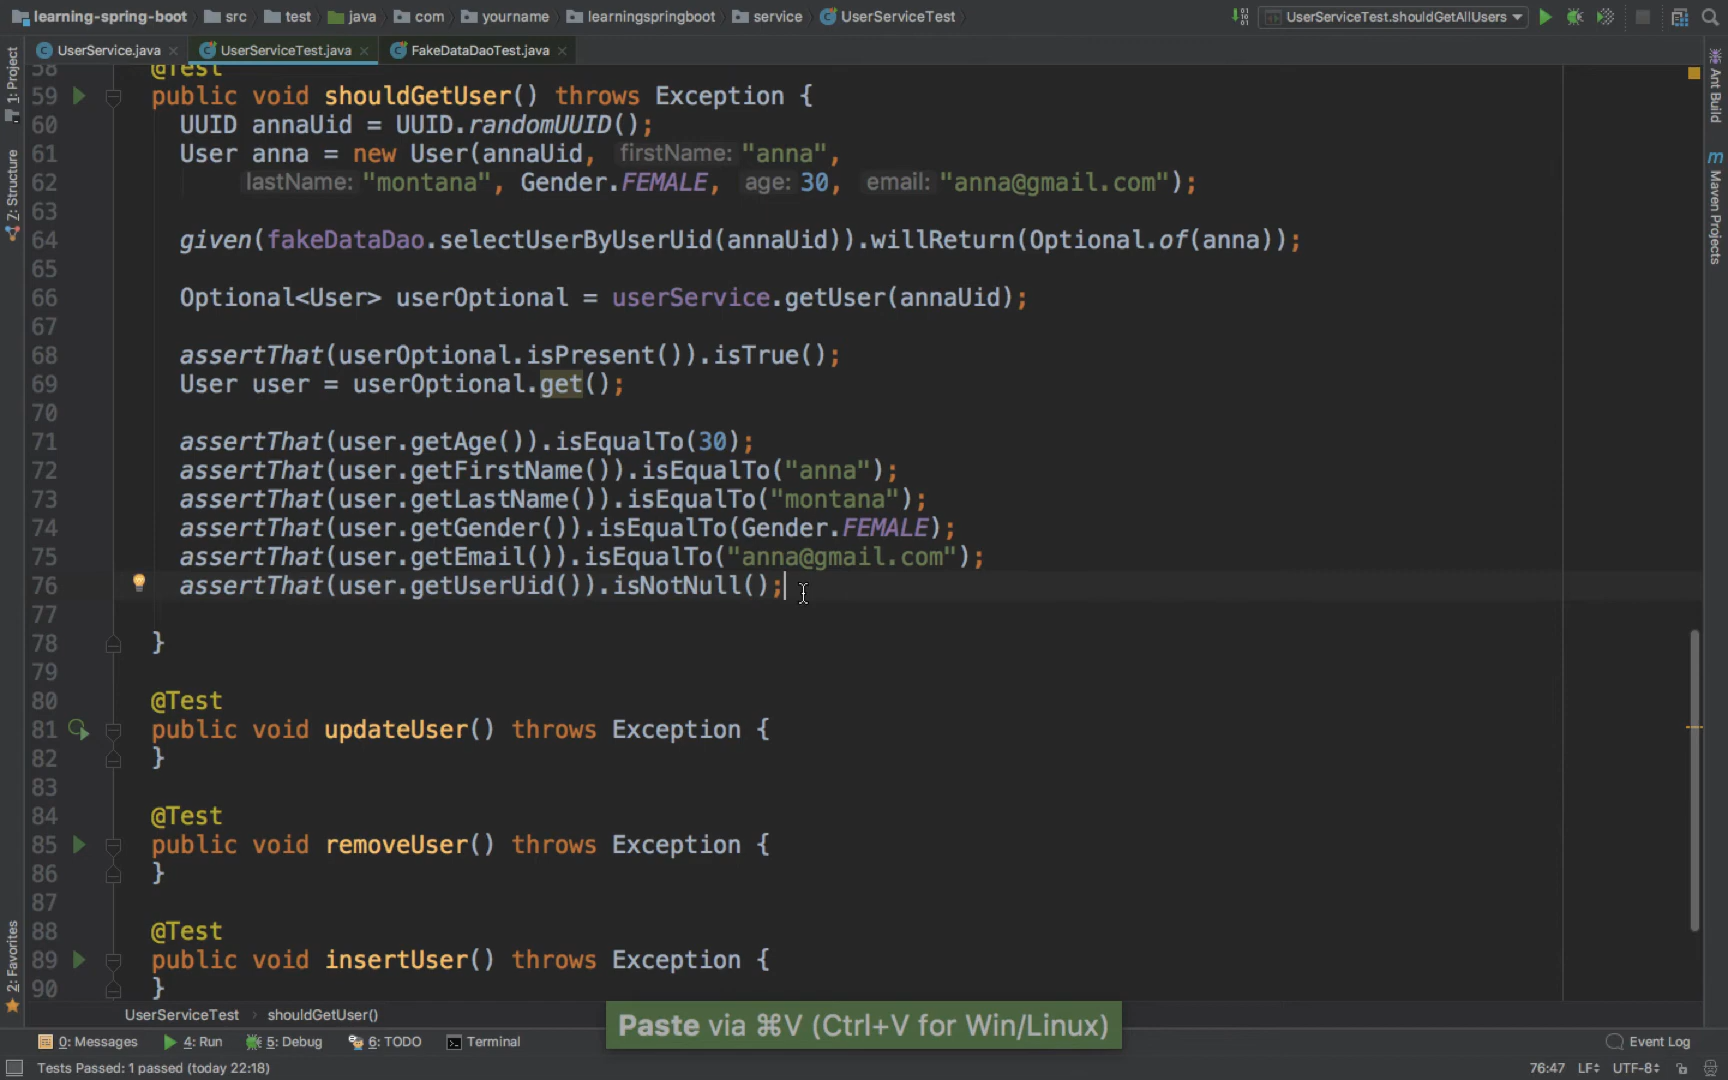 learning-spring-boot src test java com yourname learningspringboot service UserServiceTest UserServiceTest.shouldGetAllUsers
UserService.java UserServiceTest.java FakeDataDaoTest.java
1: Project
7: Structure
2: Favorites
Ant Build
m Maven Projects
58 @Test
59 public void shouldGetUser() throws Exception {
60 UUID annaUid = UUID.randomUUID();
61 User anna = new User(annaUid, firstName: "anna",
62 lastName: "montana", Gender.FEMALE, age: 30, email: "anna@gmail.com");
63
64 given(fakeDataDao.selectUserByUserUid(annaUid)).willReturn(Optional.of(anna));
65
66 Optional<User> userOptional = userService.getUser(annaUid);
67
68 assertThat(userOptional.isPresent()).isTrue();
69 User user = userOptional.get();
70
71 assertThat(user.getAge()).isEqualTo(30);
72 assertThat(user.getFirstName()).isEqualTo("anna");
73 assertThat(user.getLastName()).isEqualTo("montana");
74 assertThat(user.getGender()).isEqualTo(Gender.FEMALE);
75 assertThat(user.getEmail()).isEqualTo("anna@gmail.com");
76 assertThat(user.getUserUid()).isNotNull();
77
78 }
79
80 @Test
81 public void updateUser() throws Exception {
82 }
83
84 @Test
85 public void removeUser() throws Exception {
86 }
87
88 @Test
89 public void insertUser() throws Exception {
90 }
UserServiceTest › shouldGetUser()
Paste via ⌘V (Ctrl+V for Win/Linux)
0: Messages 4: Run 5: Debug 6: TODO Terminal Event Log
Tests Passed: 1 passed (today 22:18) 76:47 LF UTF-8